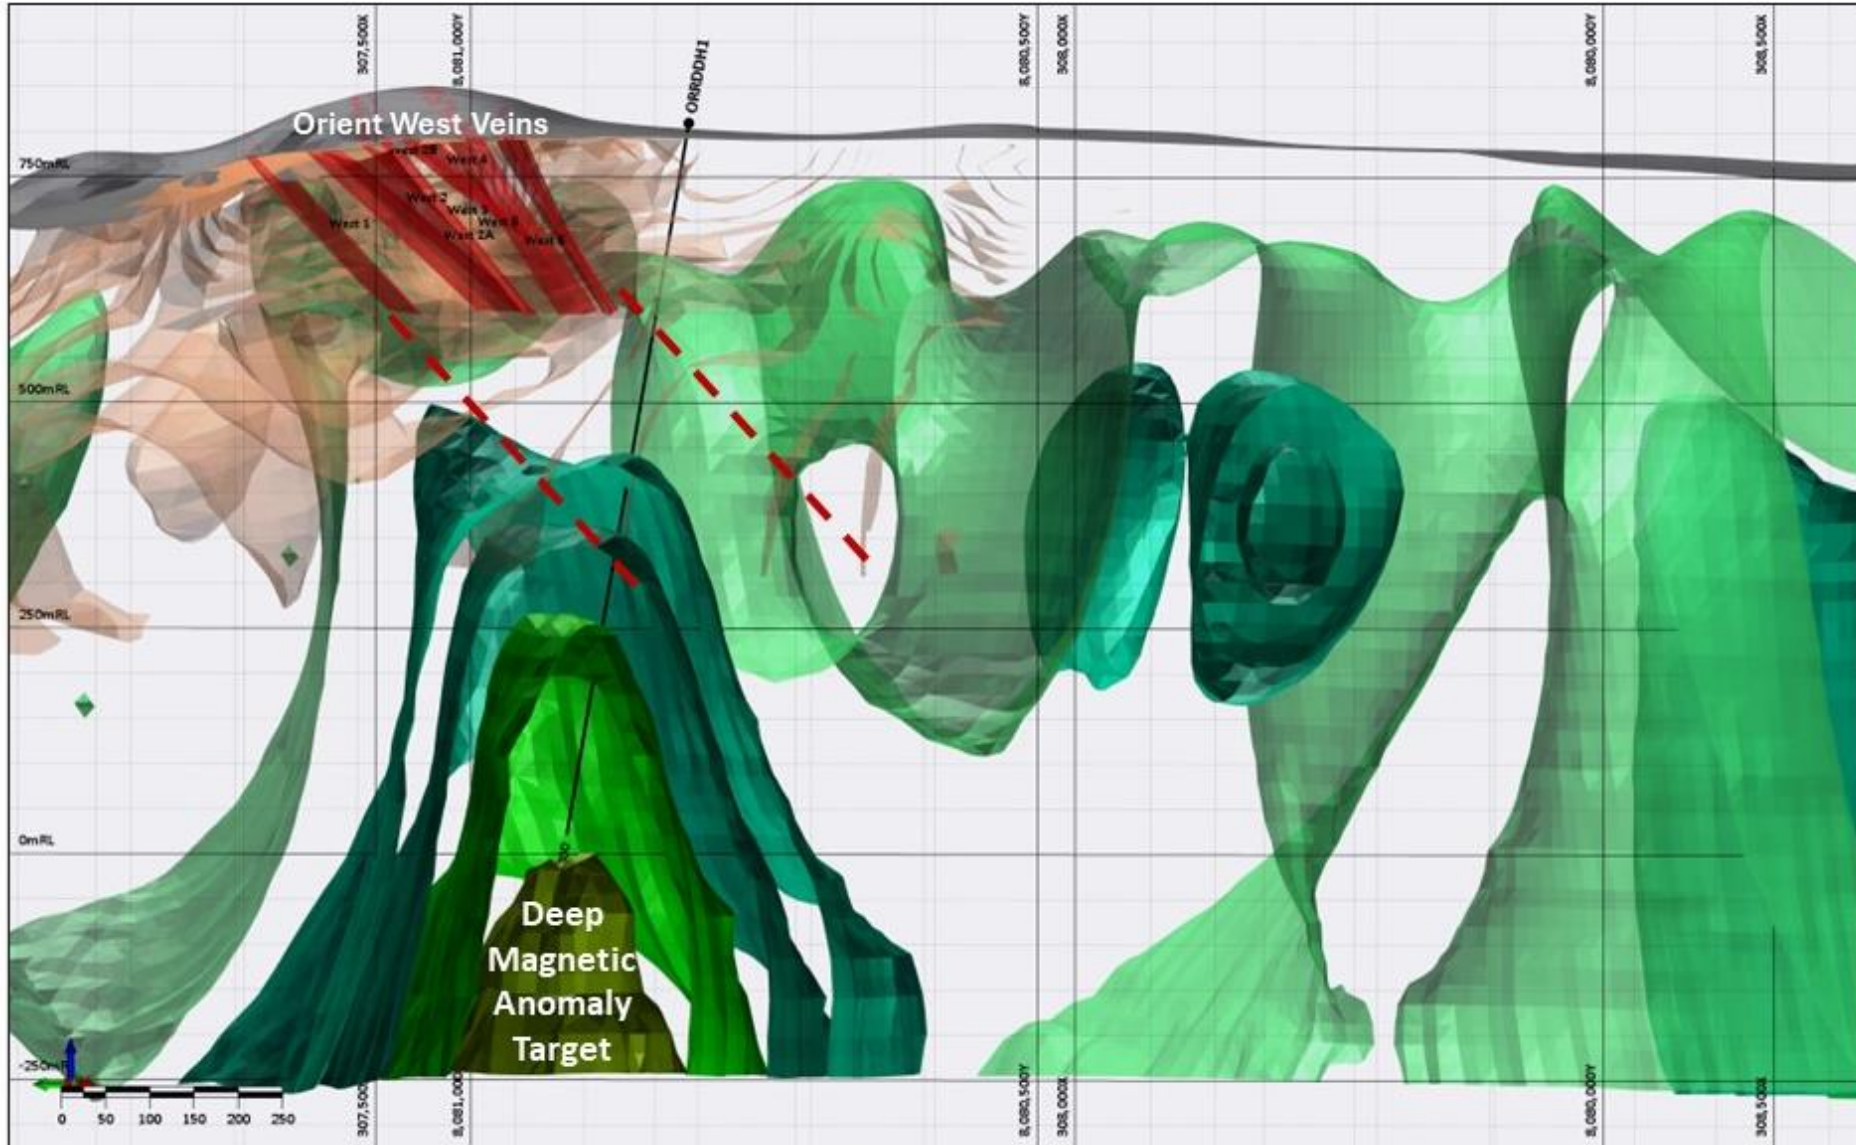 307,500X
8,081,000Y
ORRDDH1
8,080,500Y
308,000X
8,080,000Y
308,500X
Orient West Veins
750mRL
West 4
West 2
West 1
West 2A
500mRL
250mRL
0mRL
Deep
Magnetic
Anomaly
Target
-250mRL
0 50 100 150 200 250
307,500X
8,081,000Y
8,080,500Y
308,000X
8,080,000Y
308,500X